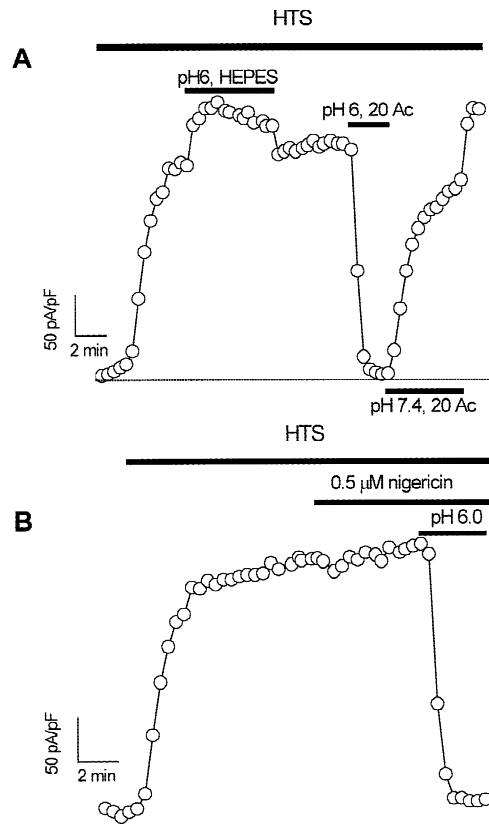 HTS
A
pH6, HEPES
pH 6, 20 Ac
50 pA/pF
2 min
pH 7.4, 20 Ac
HTS
0.5 µM nigericin
B
pH 6.0
50 pA/pF
2 min